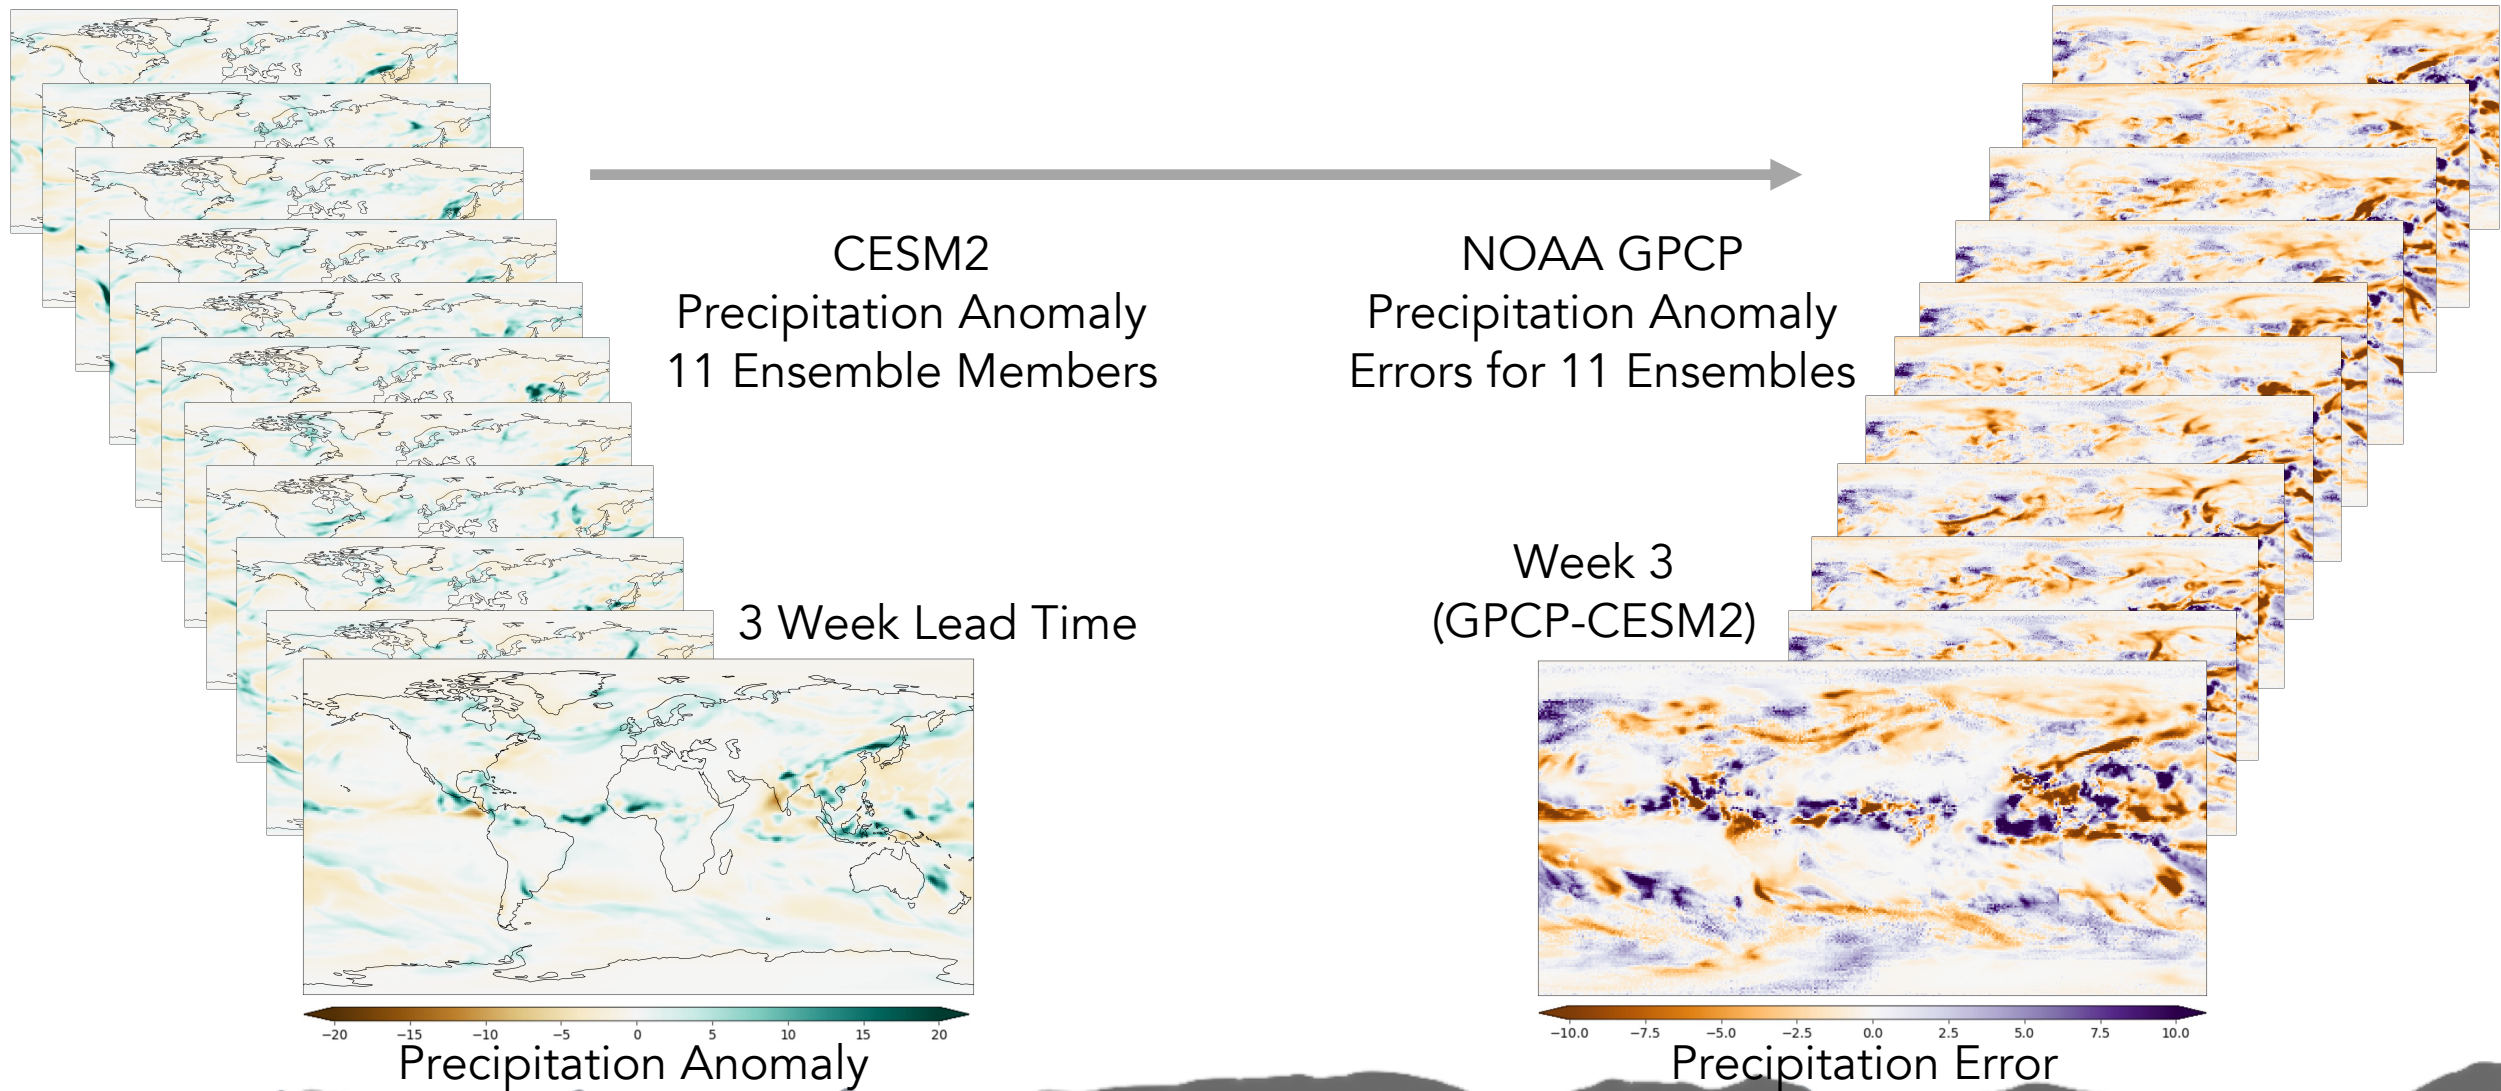 CESM2
Precipitation Anomaly
11 Ensemble Members
NOAA GPCP
Precipitation Anomaly
Errors for 11 Ensembles
3 Week Lead Time
Week 3
(GPCP-CESM2)
−20 −15 −10 −5 0 5 10 15 20
Precipitation Anomaly
−10.0 −7.5 −5.0 −2.5 0.0 2.5 5.0 7.5 10.0
Precipitation Error